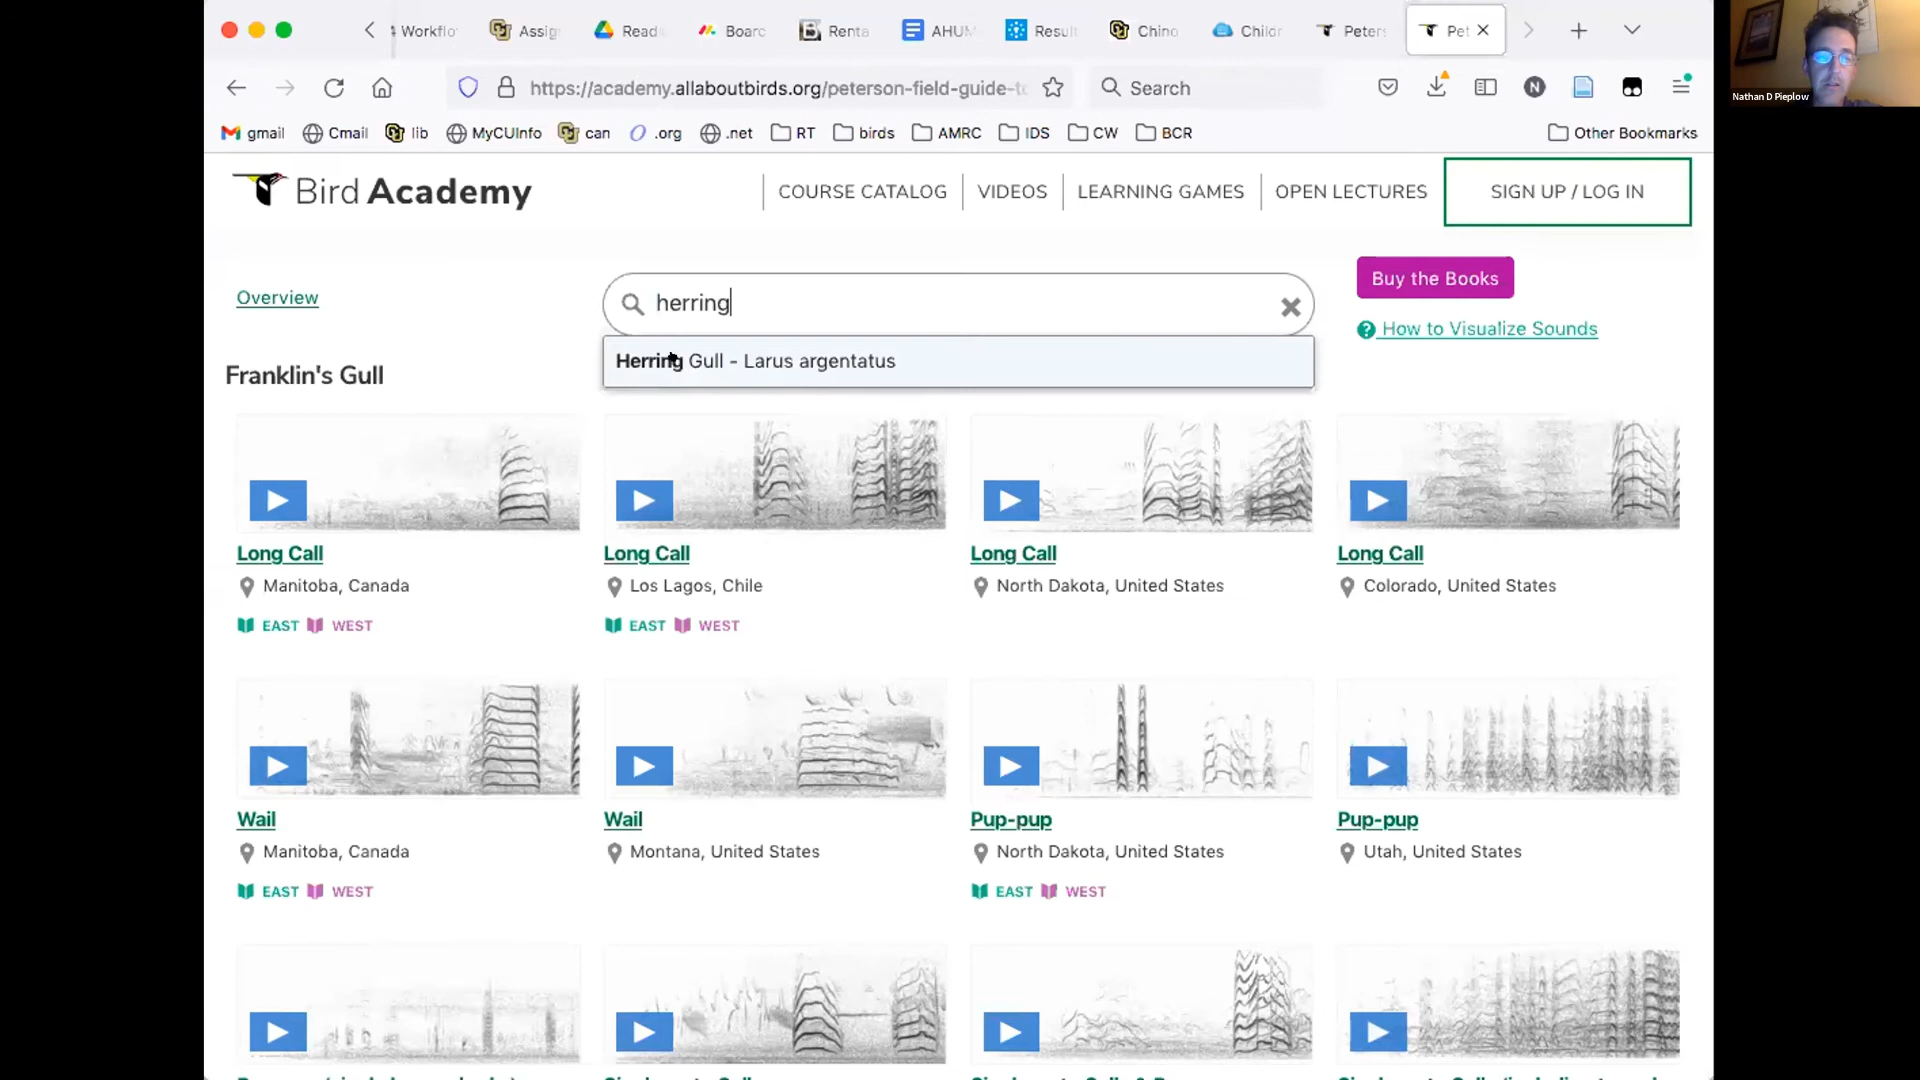 Workflo Assig Read Boarc Renta AHUM Result Chino Childr Peters Pet
https://academy.allaboutbirds.org/peterson-field-guide-to Search
gmail Cmail lib MyCUInfo can .org .net RT birds AMRC IDS CW BCR Other Bookmarks
Nathan D Pieplow
Bird Academy COURSE CATALOG VIDEOS LEARNING GAMES OPEN LECTURES SIGN UP / LOG IN
Overview herring Buy the Books
? How to Visualize Sounds
Herring Gull - Larus argentatus
Franklin's Gull
Long Call Long Call Long Call Long Call
Manitoba, Canada Los Lagos, Chile North Dakota, United States Colorado, United States
EAST WEST EAST WEST
Wail Wail Pup-pup Pup-pup
Manitoba, Canada Montana, United States North Dakota, United States Utah, United States
EAST WEST EAST WEST